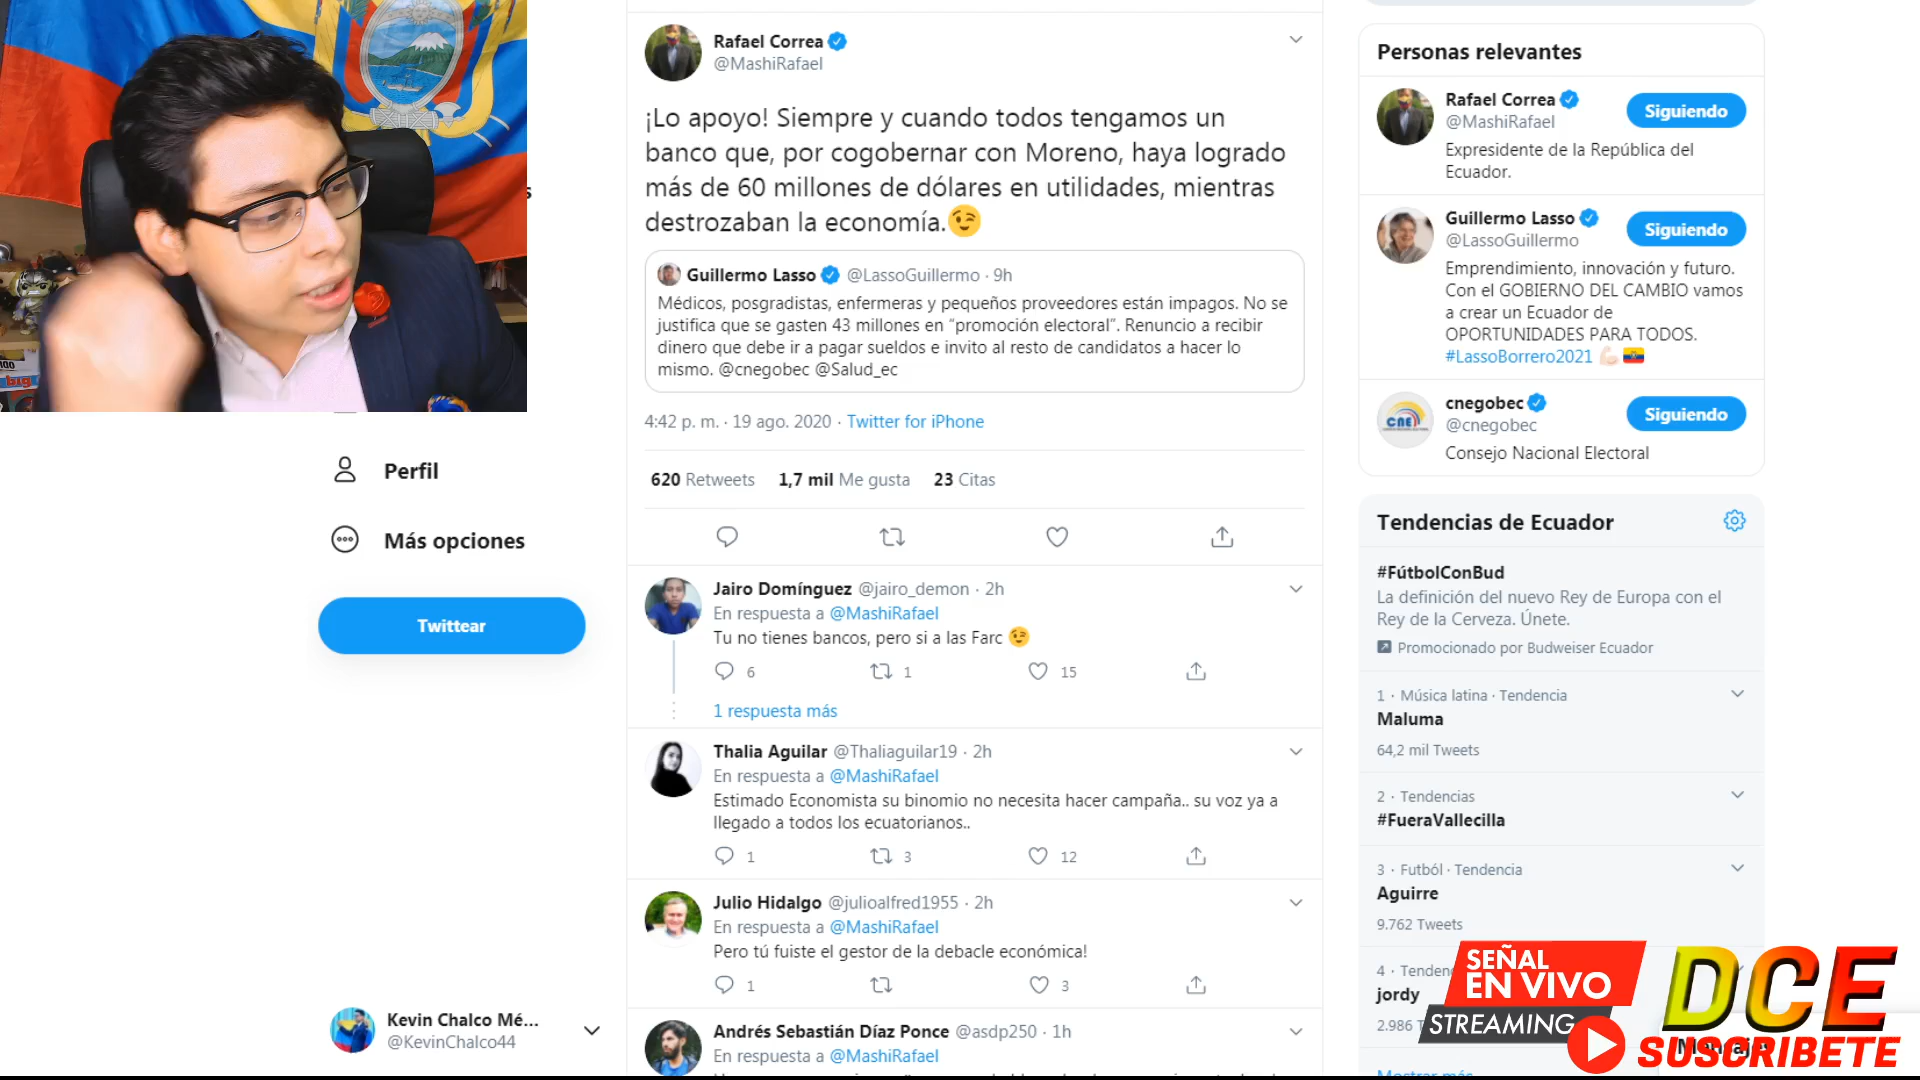 Rafael Correa
@MashiRafael
¡Lo apoyo! Siempre y cuando todos tengamos un
banco que, por cogobernar con Moreno, haya logrado
más de 60 millones de dólares en utilidades, mientras
destrozaban la economía.😉
Guillermo Lasso @LassoGuillermo · 9h
Médicos, posgradistas, enfermeras y pequeños proveedores están impagos. No se
justifica que se gasten 43 millones en “promoción electoral”. Renuncio a recibir
dinero que debe ir a pagar sueldos e invito al resto de candidatos a hacer lo
mismo. @cnegobec @Salud_ec
4:42 p. m. · 19 ago. 2020 · Twitter for iPhone
620 Retweets 1,7 mil Me gusta 23 Citas
Jairo Domínguez @jairo_demon · 2h
En respuesta a @MashiRafael
Tu no tienes bancos, pero si a las Farc 😉
6 1 15
1 respuesta más
Thalia Aguilar @Thaliaguilar19 · 2h
En respuesta a @MashiRafael
Estimado Economista su binomio no necesita hacer campaña.. su voz ya a
llegado a todos los ecuatorianos..
1 3 12
Julio Hidalgo @julioalfred1955 · 2h
En respuesta a @MashiRafael
Pero tú fuiste el gestor de la debacle económica!
1 3
Andrés Sebastián Díaz Ponce @asdp250 · 1h
En respuesta a @MashiRafael
big
Perfil
Más opciones
Twittear
Kevin Chalco Mé...
@KevinChalco44
Personas relevantes
Rafael Correa
@MashiRafael
Siguiendo
Expresidente de la República del
Ecuador.
Guillermo Lasso
@LassoGuillermo
Siguiendo
Emprendimiento, innovación y futuro.
Con el GOBIERNO DEL CAMBIO vamos
a crear un Ecuador de
OPORTUNIDADES PARA TODOS.
#LassoBorrero2021 💪🏻🇪🇨
CNE
cnegobec
@cnegobec
Siguiendo
Consejo Nacional Electoral
Tendencias de Ecuador
#FútbolConBud
La definición del nuevo Rey de Europa con el
Rey de la Cerveza. Únete.
Promocionado por Budweiser Ecuador
1 · Música latina · Tendencia
Maluma
64,2 mil Tweets
2 · Tendencias
#FueraVallecilla
3 · Futból · Tendencia
Aguirre
9.762 Tweets
4 · Tendenc
jordy
2.986 T
Mostrar más
SEÑAL
EN VIVO
STREAMING
DCE
Mensajes
SUSCRIBETE